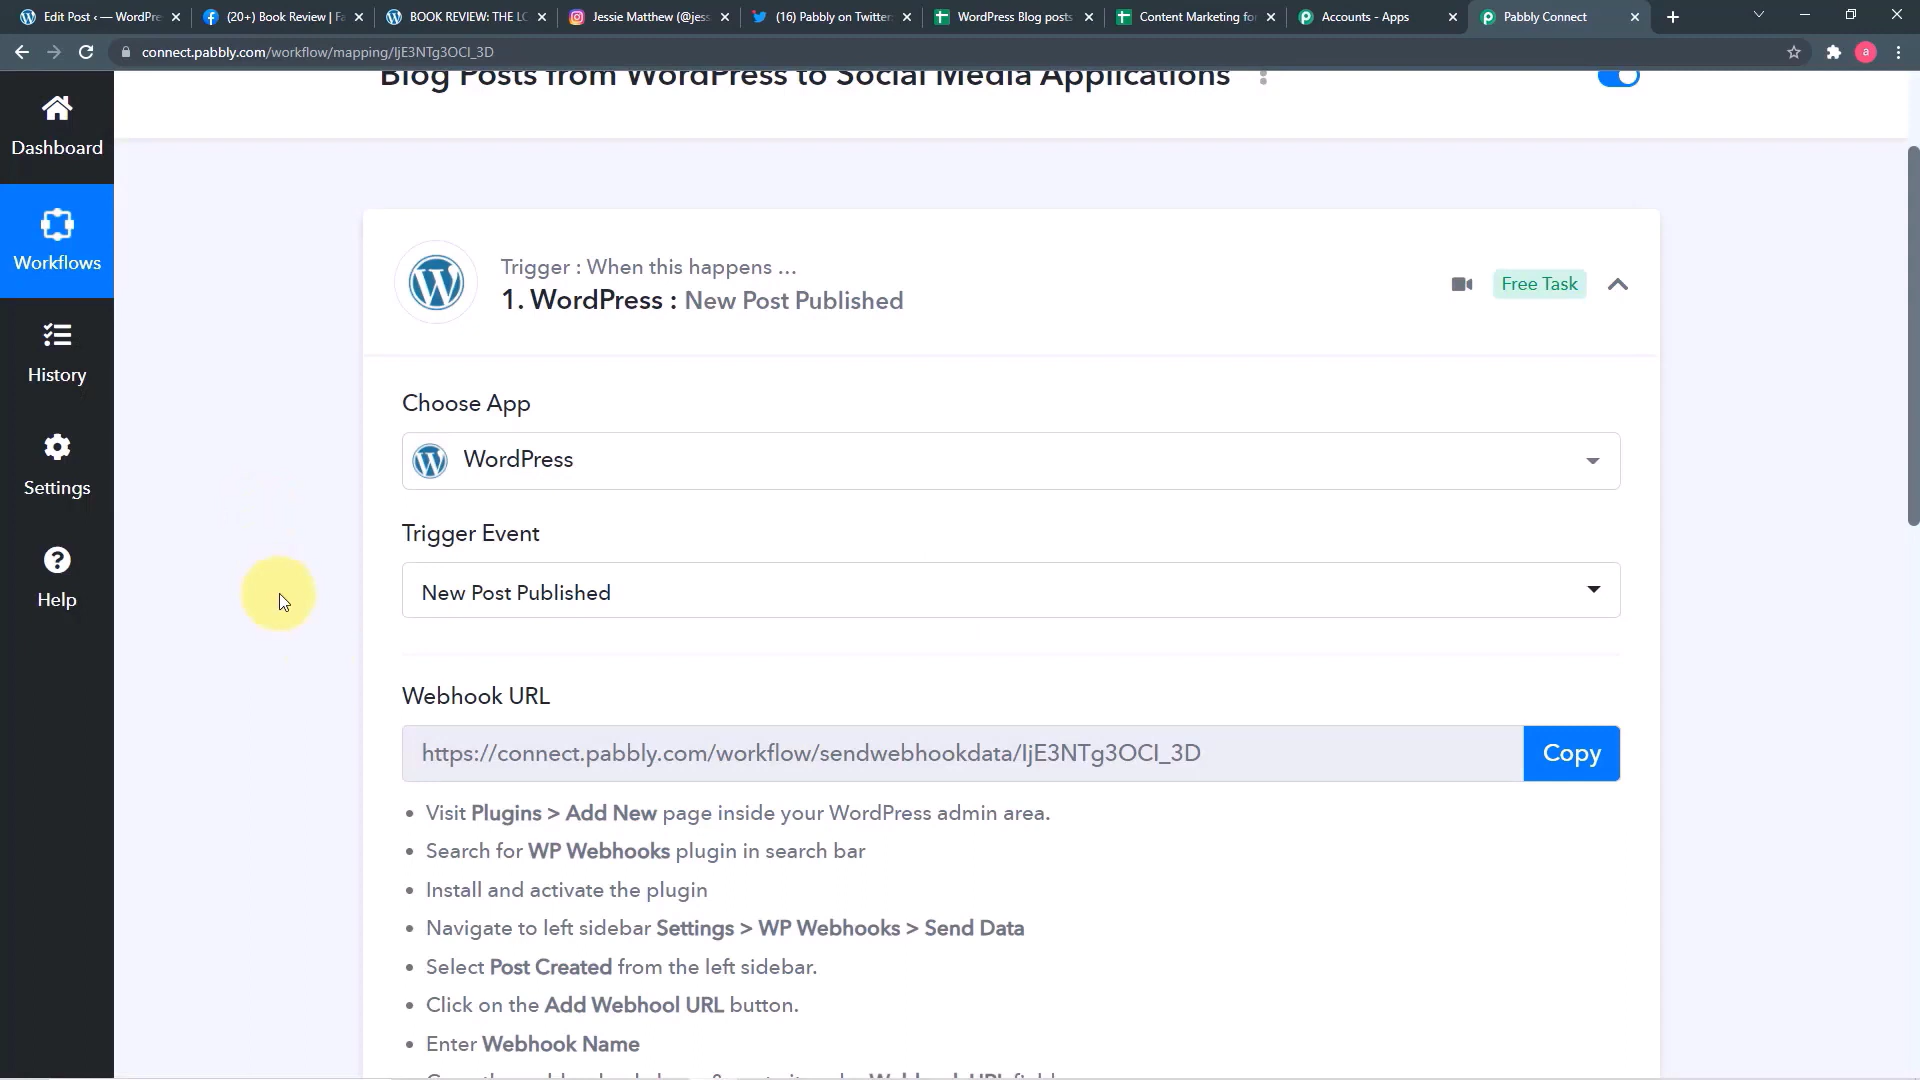 Edit Post ‹ — WordPre
(20+) Book Review | Fa
BOOK REVIEW: THE LO
Jessie Matthew (@jess
(16) Pabbly on Twitter
WordPress Blog posts
Content Marketing for
Accounts - Apps
Pabbly Connect
connect.pabbly.com/workflow/mapping/IjE3NTg3OCI_3D
a
Blog Posts from WordPress to Social Media Applications
Dashboard
Workflows
History
Settings
Help
Trigger : When this happens ...
1. WordPress : New Post Published
Free Task
Choose App
WordPress
Trigger Event
New Post Published
Webhook URL
https://connect.pabbly.com/workflow/sendwebhookdata/IjE3NTg3OCI_3D
Copy
• Visit Plugins > Add New page inside your WordPress admin area.
• Search for WP Webhooks plugin in search bar
• Install and activate the plugin
• Navigate to left sidebar Settings > WP Webhooks > Send Data
• Select Post Created from the left sidebar.
• Click on the Add Webhool URL button.
• Enter Webhook Name